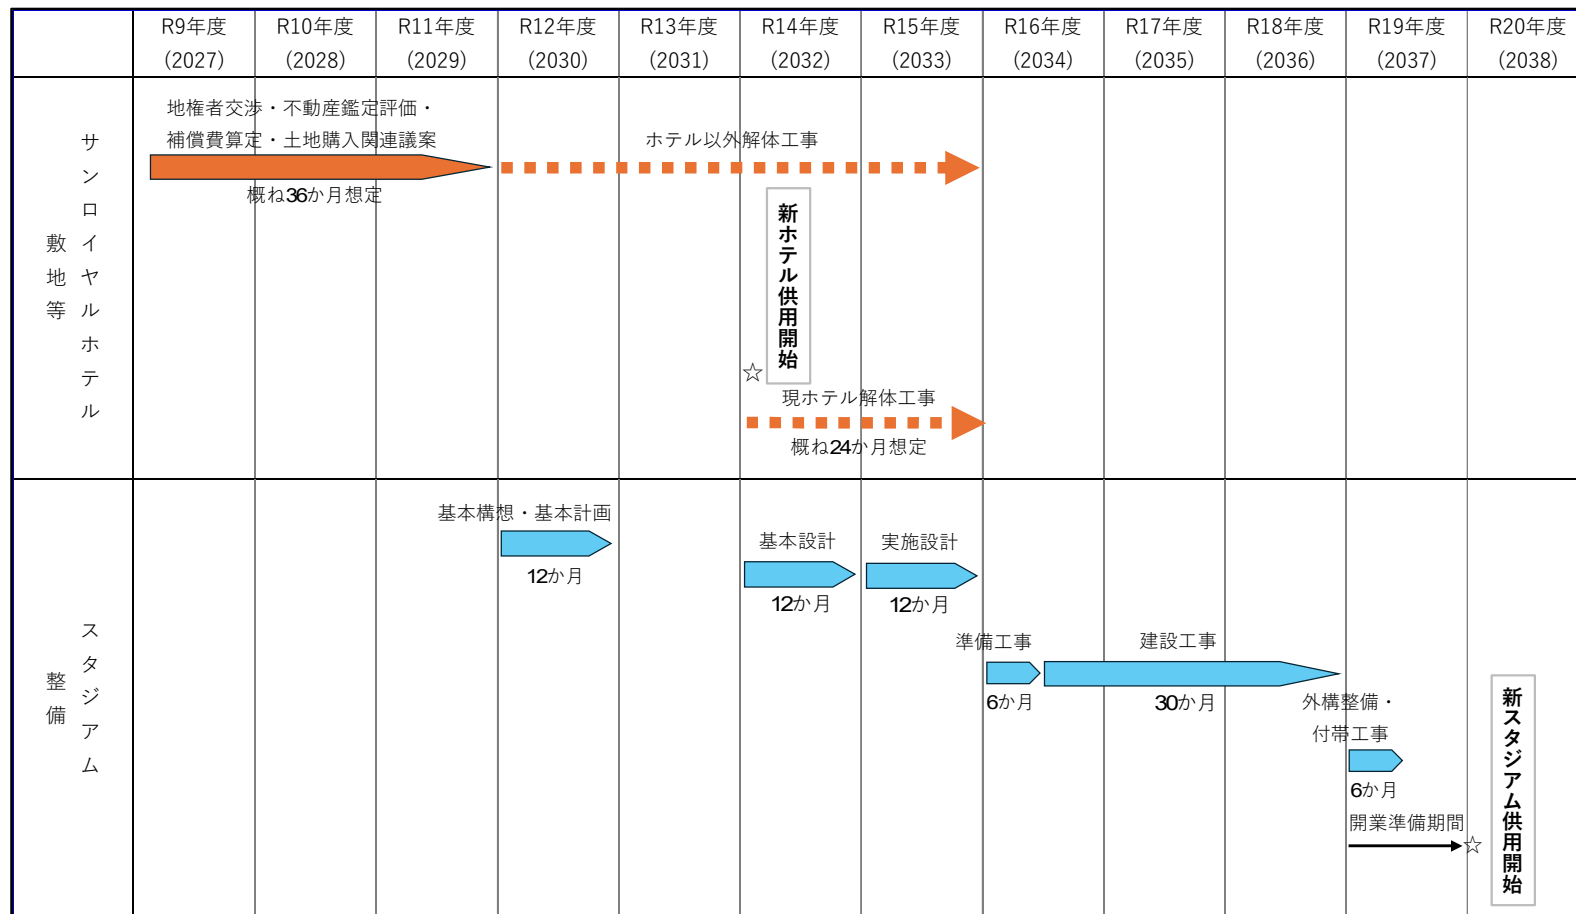 R9年度
(2027)
R10年度
(2028)
R11年度
(2029)
R12年度
(2030)
R13年度
(2031)
R14年度
(2032)
R15年度
(2033)
R16年度
(2034)
R17年度
(2035)
R18年度
(2036)
R19年度
(2037)
R20年度
(2038)
サンロイヤルホテル
敷地等
地権者交渉・不動産鑑定評価・
補償費算定・土地購入関連議案
概ね36か月想定
ホテル以外解体工事
新ホテル供用開始
☆
現ホテル解体工事
概ね24か月想定
スタジアム
整備
基本構想・基本計画
12か月
基本設計
12か月
実施設計
12か月
準備工事
6か月
建設工事
30か月
外構整備・
付帯工事
6か月
開業準備期間
☆
新スタジアム供用開始